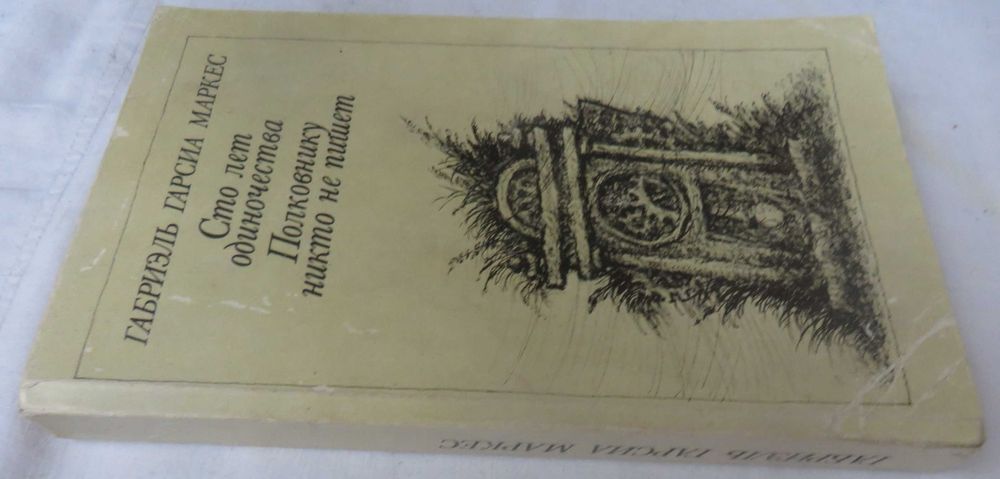 ГАБРИЭЛЬ ГАРСИА МАРКЕС
Сто лет
одиночества
Полковнику
никто не пишет
ГАБРИЭЛЬ ГАРСИА МАРКЕС